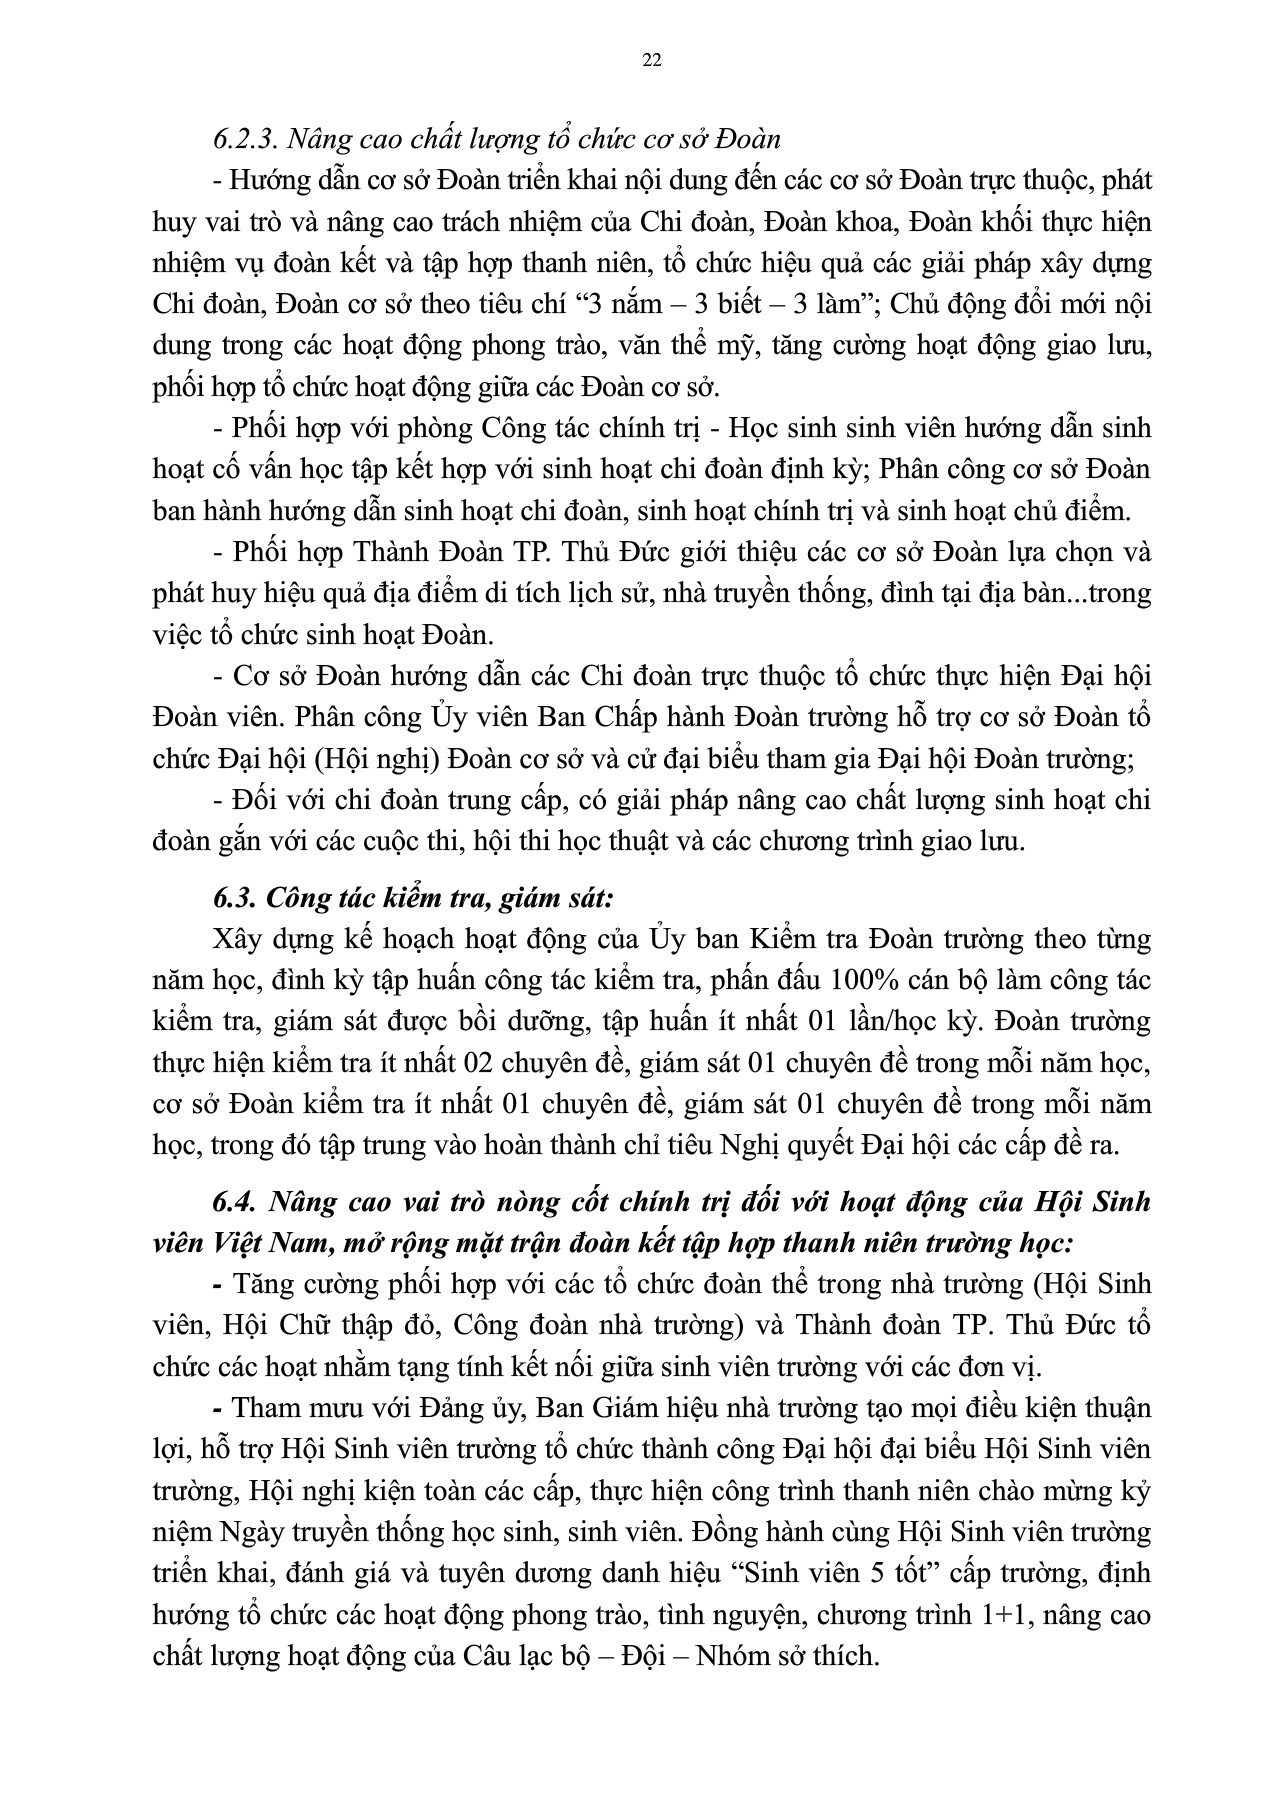 22
6.2.3. Nâng cao chất lượng tổ chức cơ sở Đoàn
- Hướng dẫn cơ sở Đoàn triển khai nội dung đến các cơ sở Đoàn trực thuộc, phát
huy vai trò và nâng cao trách nhiệm của Chi đoàn, Đoàn khoa, Đoàn khối thực hiện
nhiệm vụ đoàn kết và tập hợp thanh niên, tổ chức hiệu quả các giải pháp xây dựng
Chi đoàn, Đoàn cơ sở theo tiêu chí “3 nắm – 3 biết – 3 làm”; Chủ động đổi mới nội
dung trong các hoạt động phong trào, văn thể mỹ, tăng cường hoạt động giao lưu,
phối hợp tổ chức hoạt động giữa các Đoàn cơ sở.
- Phối hợp với phòng Công tác chính trị - Học sinh sinh viên hướng dẫn sinh
hoạt cố vấn học tập kết hợp với sinh hoạt chi đoàn định kỳ; Phân công cơ sở Đoàn
ban hành hướng dẫn sinh hoạt chi đoàn, sinh hoạt chính trị và sinh hoạt chủ điểm.
- Phối hợp Thành Đoàn TP. Thủ Đức giới thiệu các cơ sở Đoàn lựa chọn và
phát huy hiệu quả địa điểm di tích lịch sử, nhà truyền thống, đình tại địa bàn...trong
việc tổ chức sinh hoạt Đoàn.
- Cơ sở Đoàn hướng dẫn các Chi đoàn trực thuộc tổ chức thực hiện Đại hội
Đoàn viên. Phân công Ủy viên Ban Chấp hành Đoàn trường hỗ trợ cơ sở Đoàn tổ
chức Đại hội (Hội nghị) Đoàn cơ sở và cử đại biểu tham gia Đại hội Đoàn trường;
- Đối với chi đoàn trung cấp, có giải pháp nâng cao chất lượng sinh hoạt chi
đoàn gắn với các cuộc thi, hội thi học thuật và các chương trình giao lưu.
6.3. Công tác kiểm tra, giám sát:
Xây dựng kế hoạch hoạt động của Ủy ban Kiểm tra Đoàn trường theo từng
năm học, đình kỳ tập huấn công tác kiểm tra, phấn đấu 100% cán bộ làm công tác
kiểm tra, giám sát được bồi dưỡng, tập huấn ít nhất 01 lần/học kỳ. Đoàn trường
thực hiện kiểm tra ít nhất 02 chuyên đề, giám sát 01 chuyên đề trong mỗi năm học,
cơ sở Đoàn kiểm tra ít nhất 01 chuyên đề, giám sát 01 chuyên đề trong mỗi năm
học, trong đó tập trung vào hoàn thành chỉ tiêu Nghị quyết Đại hội các cấp đề ra.
6.4. Nâng cao vai trò nòng cốt chính trị đối với hoạt động của Hội Sinh
viên Việt Nam, mở rộng mặt trận đoàn kết tập hợp thanh niên trường học:
- Tăng cường phối hợp với các tổ chức đoàn thể trong nhà trường (Hội Sinh
viên, Hội Chữ thập đỏ, Công đoàn nhà trường) và Thành đoàn TP. Thủ Đức tổ
chức các hoạt nhằm tạng tính kết nối giữa sinh viên trường với các đơn vị.
- Tham mưu với Đảng ủy, Ban Giám hiệu nhà trường tạo mọi điều kiện thuận
lợi, hỗ trợ Hội Sinh viên trường tổ chức thành công Đại hội đại biểu Hội Sinh viên
trường, Hội nghị kiện toàn các cấp, thực hiện công trình thanh niên chào mừng kỷ
niệm Ngày truyền thống học sinh, sinh viên. Đồng hành cùng Hội Sinh viên trường
triển khai, đánh giá và tuyên dương danh hiệu “Sinh viên 5 tốt” cấp trường, định
hướng tổ chức các hoạt động phong trào, tình nguyện, chương trình 1+1, nâng cao
chất lượng hoạt động của Câu lạc bộ – Đội – Nhóm sở thích.